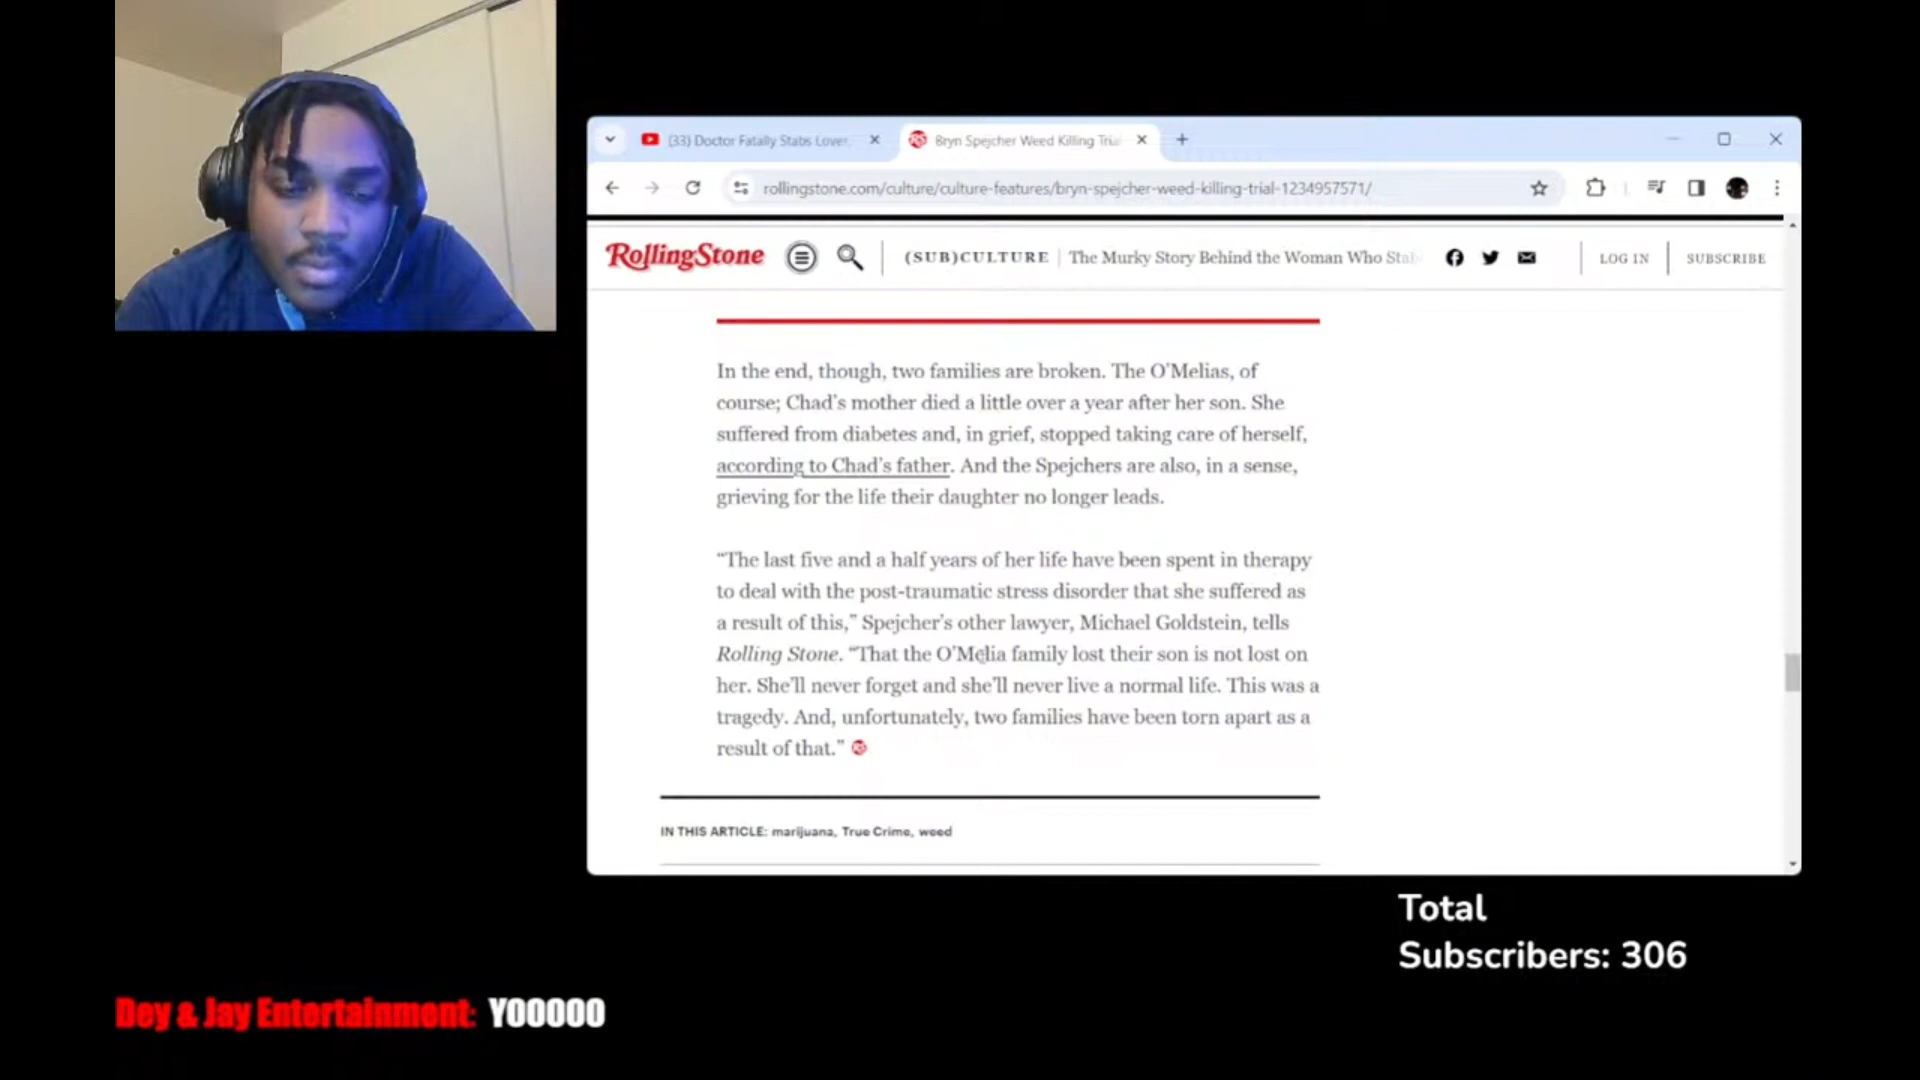 (33) Doctor Fatally Stabs Lover,
Bryn Spejcher Weed Killing Tria
rollingstone.com/culture/culture-features/bryn-spejcher-weed-killing-trial-1234957571/
RollingStone
(SUB)CULTURE | The Murky Story Behind the Woman Who Stab
LOG IN
SUBSCRIBE
In the end, though, two families are broken. The O’Melias, of
course; Chad’s mother died a little over a year after her son. She
suffered from diabetes and, in grief, stopped taking care of herself,
according to Chad’s father. And the Spejchers are also, in a sense,
grieving for the life their daughter no longer leads.
“The last five and a half years of her life have been spent in therapy
to deal with the post-traumatic stress disorder that she suffered as
a result of this,” Spejcher’s other lawyer, Michael Goldstein, tells
Rolling Stone. “That the O’Melia family lost their son is not lost on
her. She’ll never forget and she’ll never live a normal life. This was a
tragedy. And, unfortunately, two families have been torn apart as a
result of that.” RS
IN THIS ARTICLE: marijuana, True Crime, weed
Total
Subscribers: 306
Dey & Jay Entertainment: YOOOOO